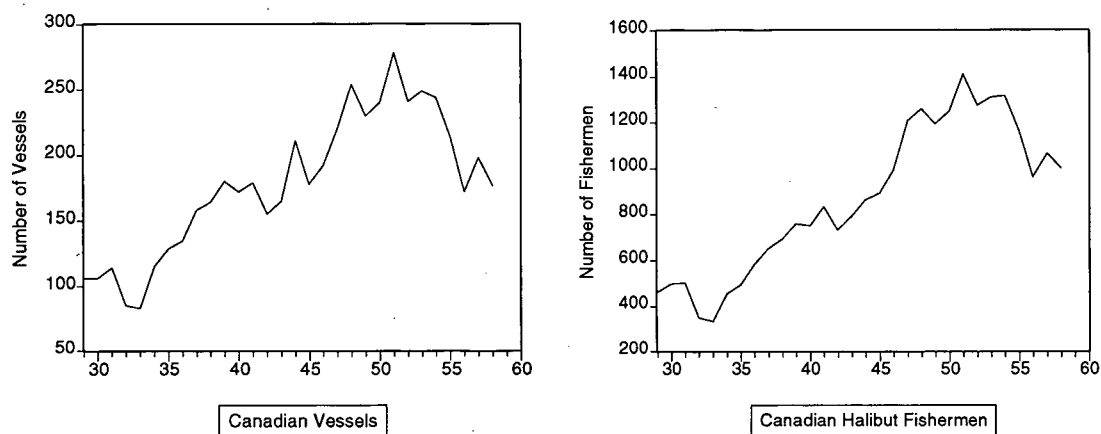 300
250
200
150
100
50
Number of Vessels
30 35 40 45 50 55 60
Canadian Vessels
1600
1400
1200
1000
800
600
400
200
Number of Fishermen
30 35 40 45 50 55 60
Canadian Halibut Fishermen